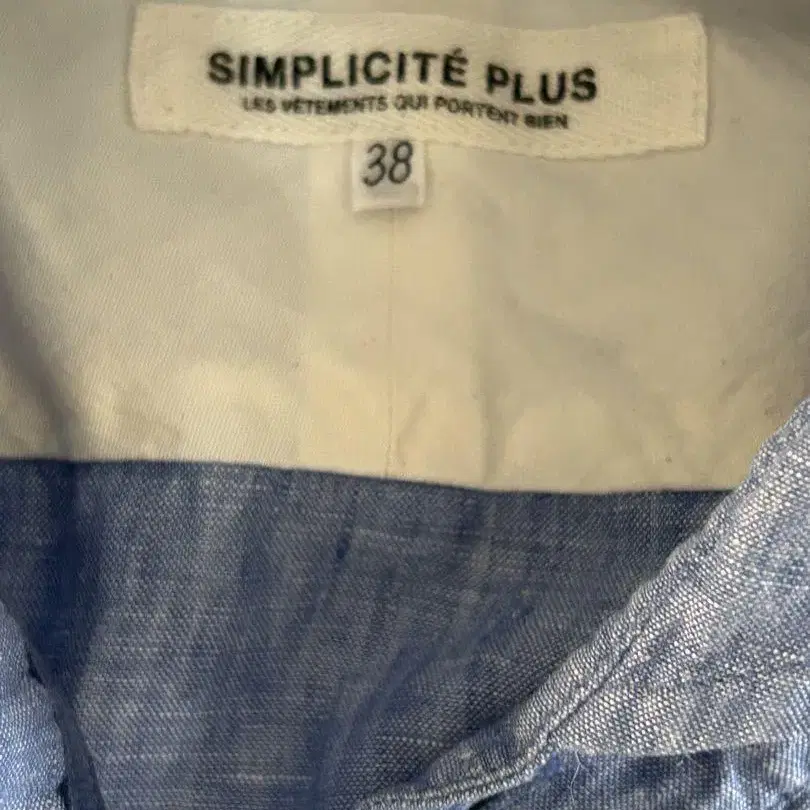 SIMPLICITÉ PLUS
LES VÊTEMENTS QUI PORTENT BIEN
38